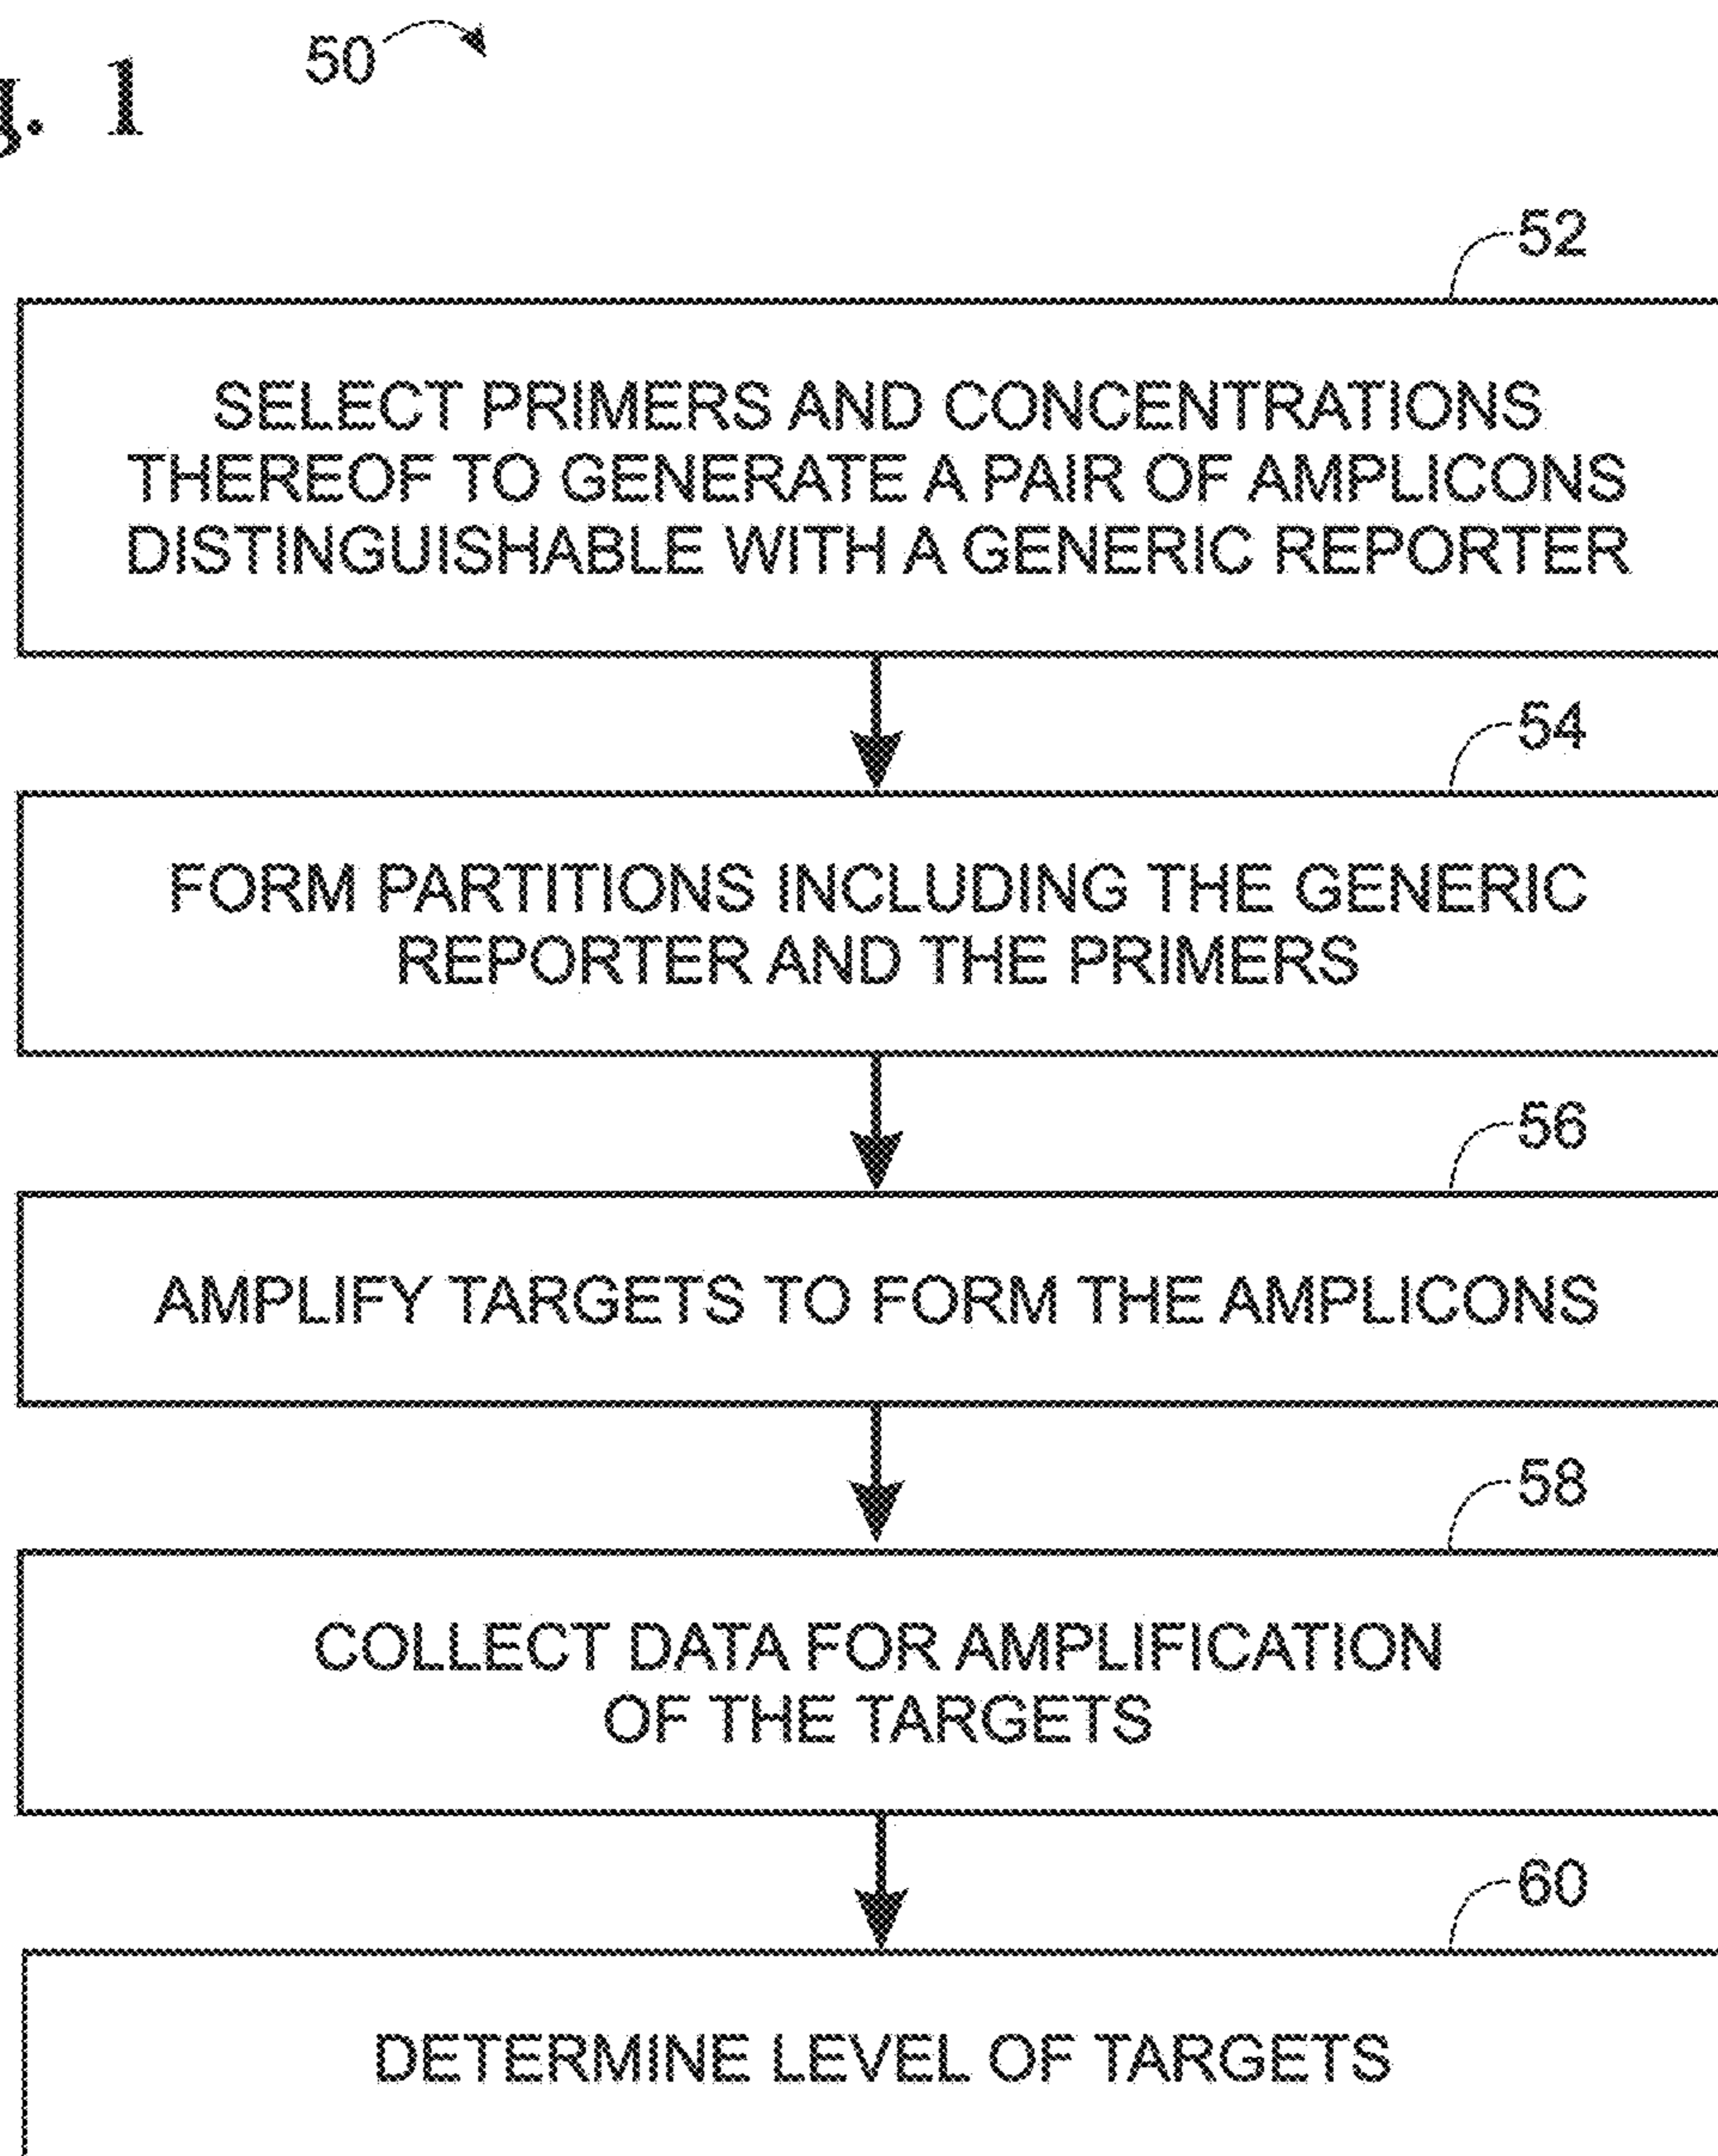 g. 1
50
52
SELECT PRIMERS AND CONCENTRATIONS
THEREOF TO GENERATE A PAIR OF AMPLICONS
DISTINGUISHABLE WITH A GENERIC REPORTER
54
FORM PARTITIONS INCLUDING THE GENERIC
REPORTER AND THE PRIMERS
56
AMPLIFY TARGETS TO FORM THE AMPLICONS
58
COLLECT DATA FOR AMPLIFICATION
OF THE TARGETS
60
DETERMINE LEVEL OF TARGETS